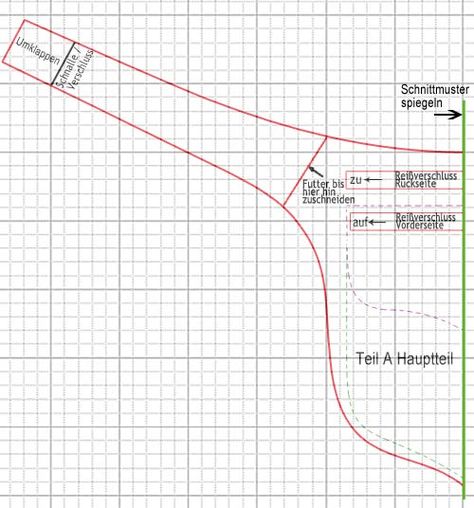 Umklappen
Schnalle /
Verschluss
Schnittmuster
spiegeln
Futter bis
hier hin
zuschneiden
zu
Reißverschluss
Rückseite
auf
Reißverschluss
Vorderseite
Teil A Hauptteil